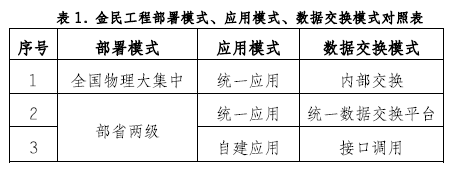 表 1. 金民工程部署模式、应用模式、数据交换模式对照表
序号 部署模式 应用模式 数据交换模式
1 全国物理大集中 统一应用 内部交换
2 部省两级 统一应用 统一数据交换平台
3 自建应用 接口调用